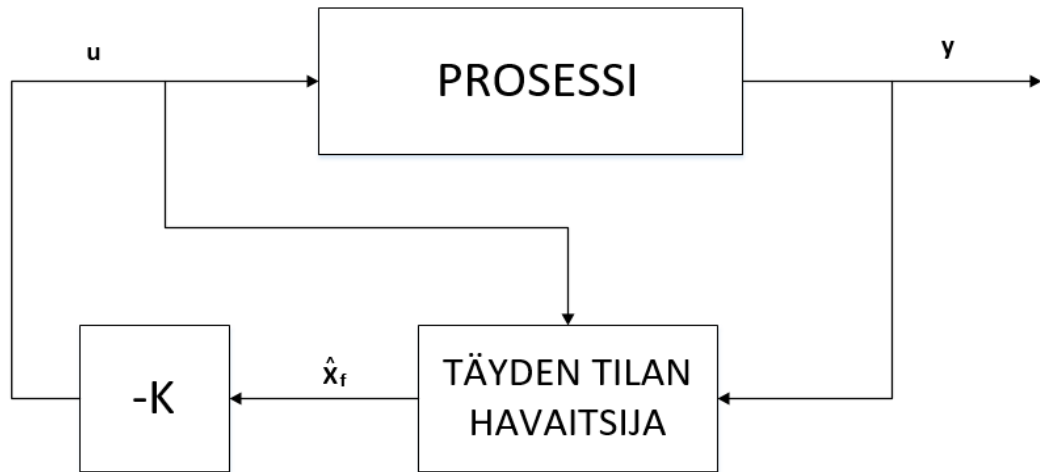 u
PROSESSI
y
-K
x̂f
TÄYDEN TILAN
HAVAITSIJA